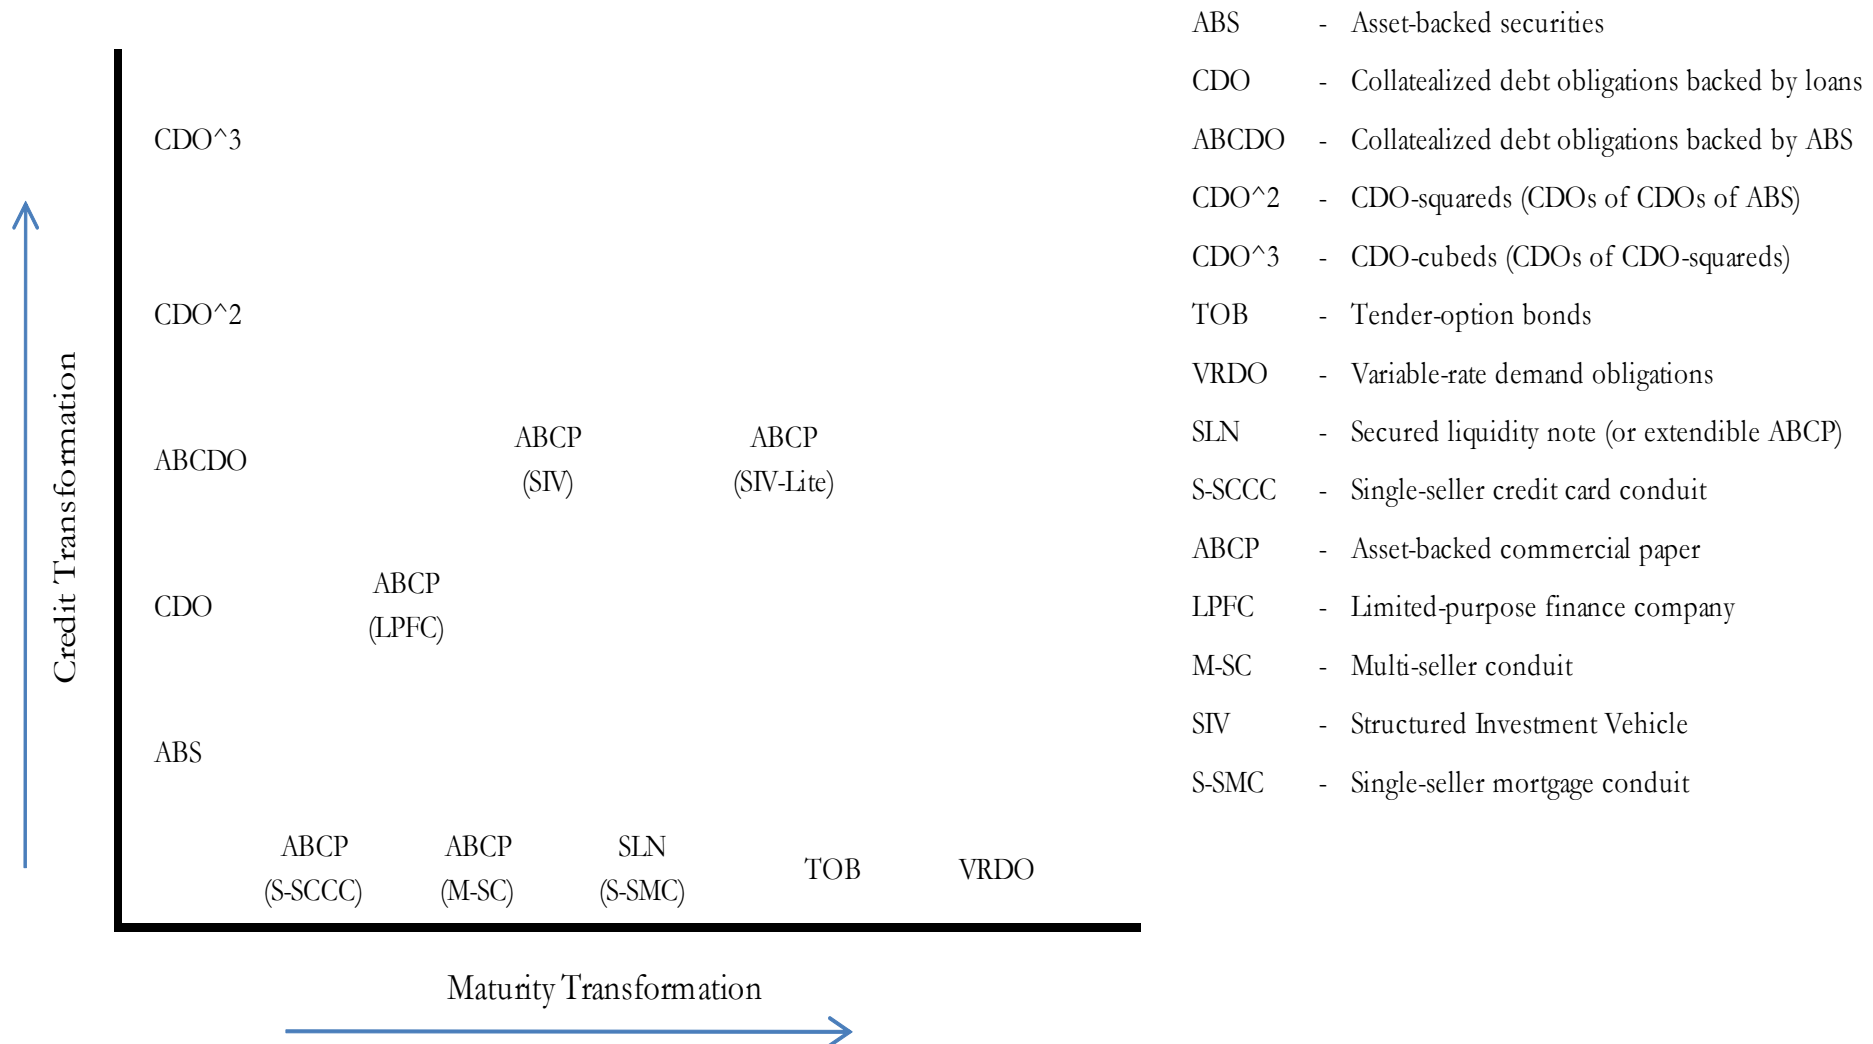 CDO^3
CDO^2
ABCDO
ABCP
(SIV)
ABCP
(SIV-Lite)
CDO
ABCP
(LPFC)
ABS
ABCP
(S-SCCC)
ABCP
(M-SC)
SLN
(S-SMC)
TOB
VRDO
Credit Transformation
Maturity Transformation
ABS - Asset-backed securities
CDO - Collatealized debt obligations backed by loans
ABCDO - Collatealized debt obligations backed by ABS
CDO^2 - CDO-squareds (CDOs of CDOs of ABS)
CDO^3 - CDO-cubeds (CDOs of CDO-squareds)
TOB - Tender-option bonds
VRDO - Variable-rate demand obligations
SLN - Secured liquidity note (or extendible ABCP)
S-SCCC - Single-seller credit card conduit
ABCP - Asset-backed commercial paper
LPFC - Limited-purpose finance company
M-SC - Multi-seller conduit
SIV - Structured Investment Vehicle
S-SMC - Single-seller mortgage conduit